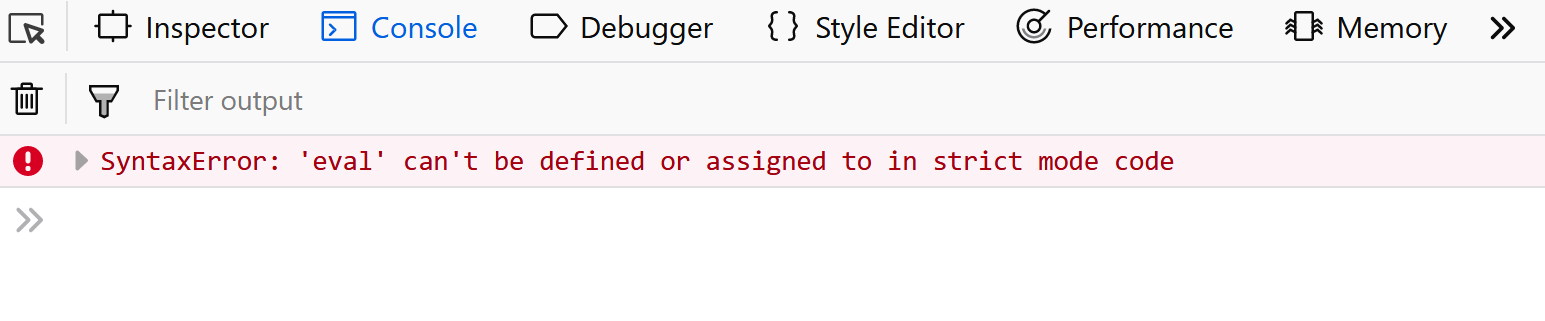 Inspector Console Debugger Style Editor Performance Memory
Filter output
SyntaxError: 'eval' can't be defined or assigned to in strict mode code